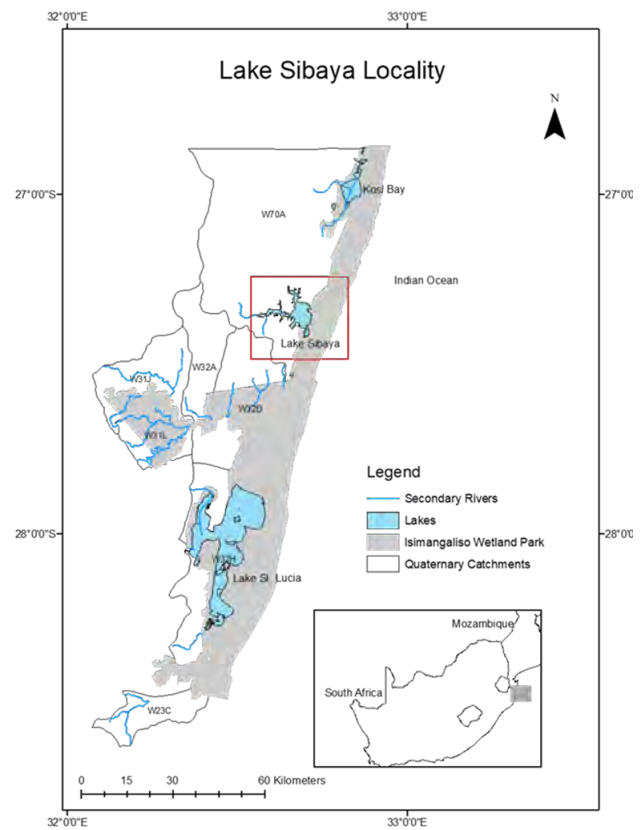 32°0'0"E 33°0'0"E
Lake Sibaya Locality
N
27°0'0"S 27°0'0"S
Kosi Bay
W70A
Indian Ocean
Lake Sibaya
W32A
W31J
W31L
Legend
Secondary Rivers
Lakes
28°0'0"S 28°0'0"S
Isimangaliso Wetland Park
Quaternary Catchments
W32H
Lake St. Lucia
Mozambique
South Africa
W23C
0 15 30 60 Kilometers
32°0'0"E 33°0'0"E